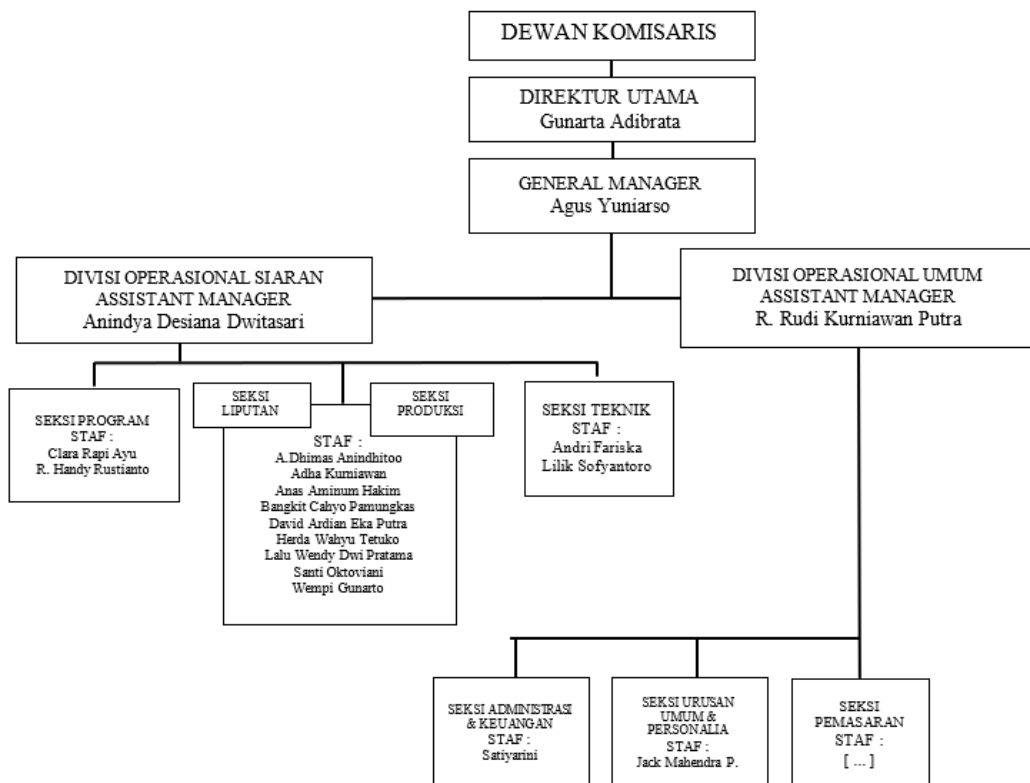 DEWAN KOMISARIS
DIREKTUR UTAMA
Gunarta Adibrata
GENERAL MANAGER
Agus Yuniarso
DIVISI OPERASIONAL SIARAN
ASSISTANT MANAGER
Anindya Desiana Dwitasari
DIVISI OPERASIONAL UMUM
ASSISTANT MANAGER
R. Rudi Kurniawan Putra
SEKSI PROGRAM
STAF :
Clara Rapi Ayu
R. Handy Rustianto
SEKSI
LIPUTAN
SEKSI
PRODUKSI
STAF :
A.Dhimas Anindhitoo
Adha Kurniawan
Anas Aminum Hakim
Bangkit Cahyo Pamungkas
David Ardian Eka Putra
Herda Wahyu Tetuko
Lalu Wendy Dwi Pratama
Santi Oktoviani
Wempi Gunarto
SEKSI TEKNIK
STAF :
Andri Fariska
Lilik Sofyantoro
SEKSI ADMINISTRASI
& KEUANGAN
STAF :
Satiyarini
SEKSI URUSAN
UMUM &
PERSONALIA
STAF :
Jack Mahendra P.
SEKSI
PEMASARAN
STAF :
[ ... ]